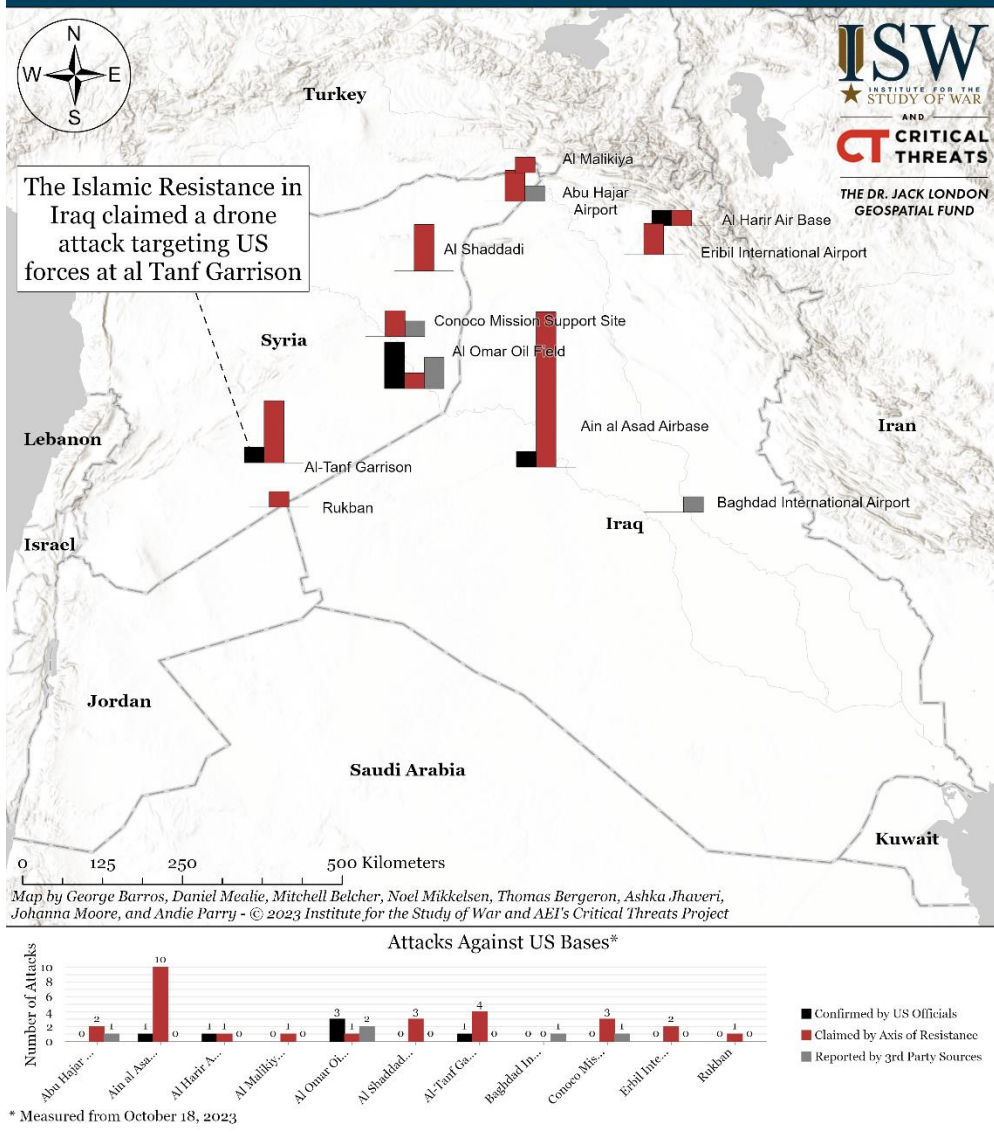 N
W
E
S
ISW
INSTITUTE FOR THE
STUDY OF WAR
AND
CT CRITICAL
THREATS
THE DR. JACK LONDON
GEOSPATIAL FUND
Turkey
The Islamic Resistance in
Iraq claimed a drone
attack targeting US
forces at al Tanf Garrison
Al Malikiya
Abu Hajar
Airport
Al Harir Air Base
Eribil International Airport
Al Shaddadi
Conoco Mission Support Site
Syria
Al Omar Oil Field
Lebanon
Ain al Asad Airbase
Iran
Al-Tanf Garrison
Rukban
Baghdad International Airport
Iraq
Israel
Jordan
Saudi Arabia
Kuwait
0 125 250 500 Kilometers
Map by George Barros, Daniel Mealie, Mitchell Belcher, Noel Mikkelsen, Thomas Bergeron, Ashka Jhaveri,
Johanna Moore, and Andie Parry - © 2023 Institute for the Study of War and AEI's Critical Threats Project
Attacks Against US Bases*
Number of Attacks
10
8
6
4
2
0
0 2 1
1 10 0
1 1 0
0 1 0
3 1 2
0 3 0
1 4 0
0 0 1
0 3 1
0 2 0
0 1 0
Abu Hajar ...
Ain al Asa...
Al Harir A...
Al Malikiy...
Al Omar Oi...
Al Shaddad...
Al-Tanf Ga...
Baghdad In...
Conoco Mis...
Erbil Inte...
Rukban
Confirmed by US Officials
Claimed by Axis of Resistance
Reported by 3rd Party Sources
* Measured from October 18, 2023